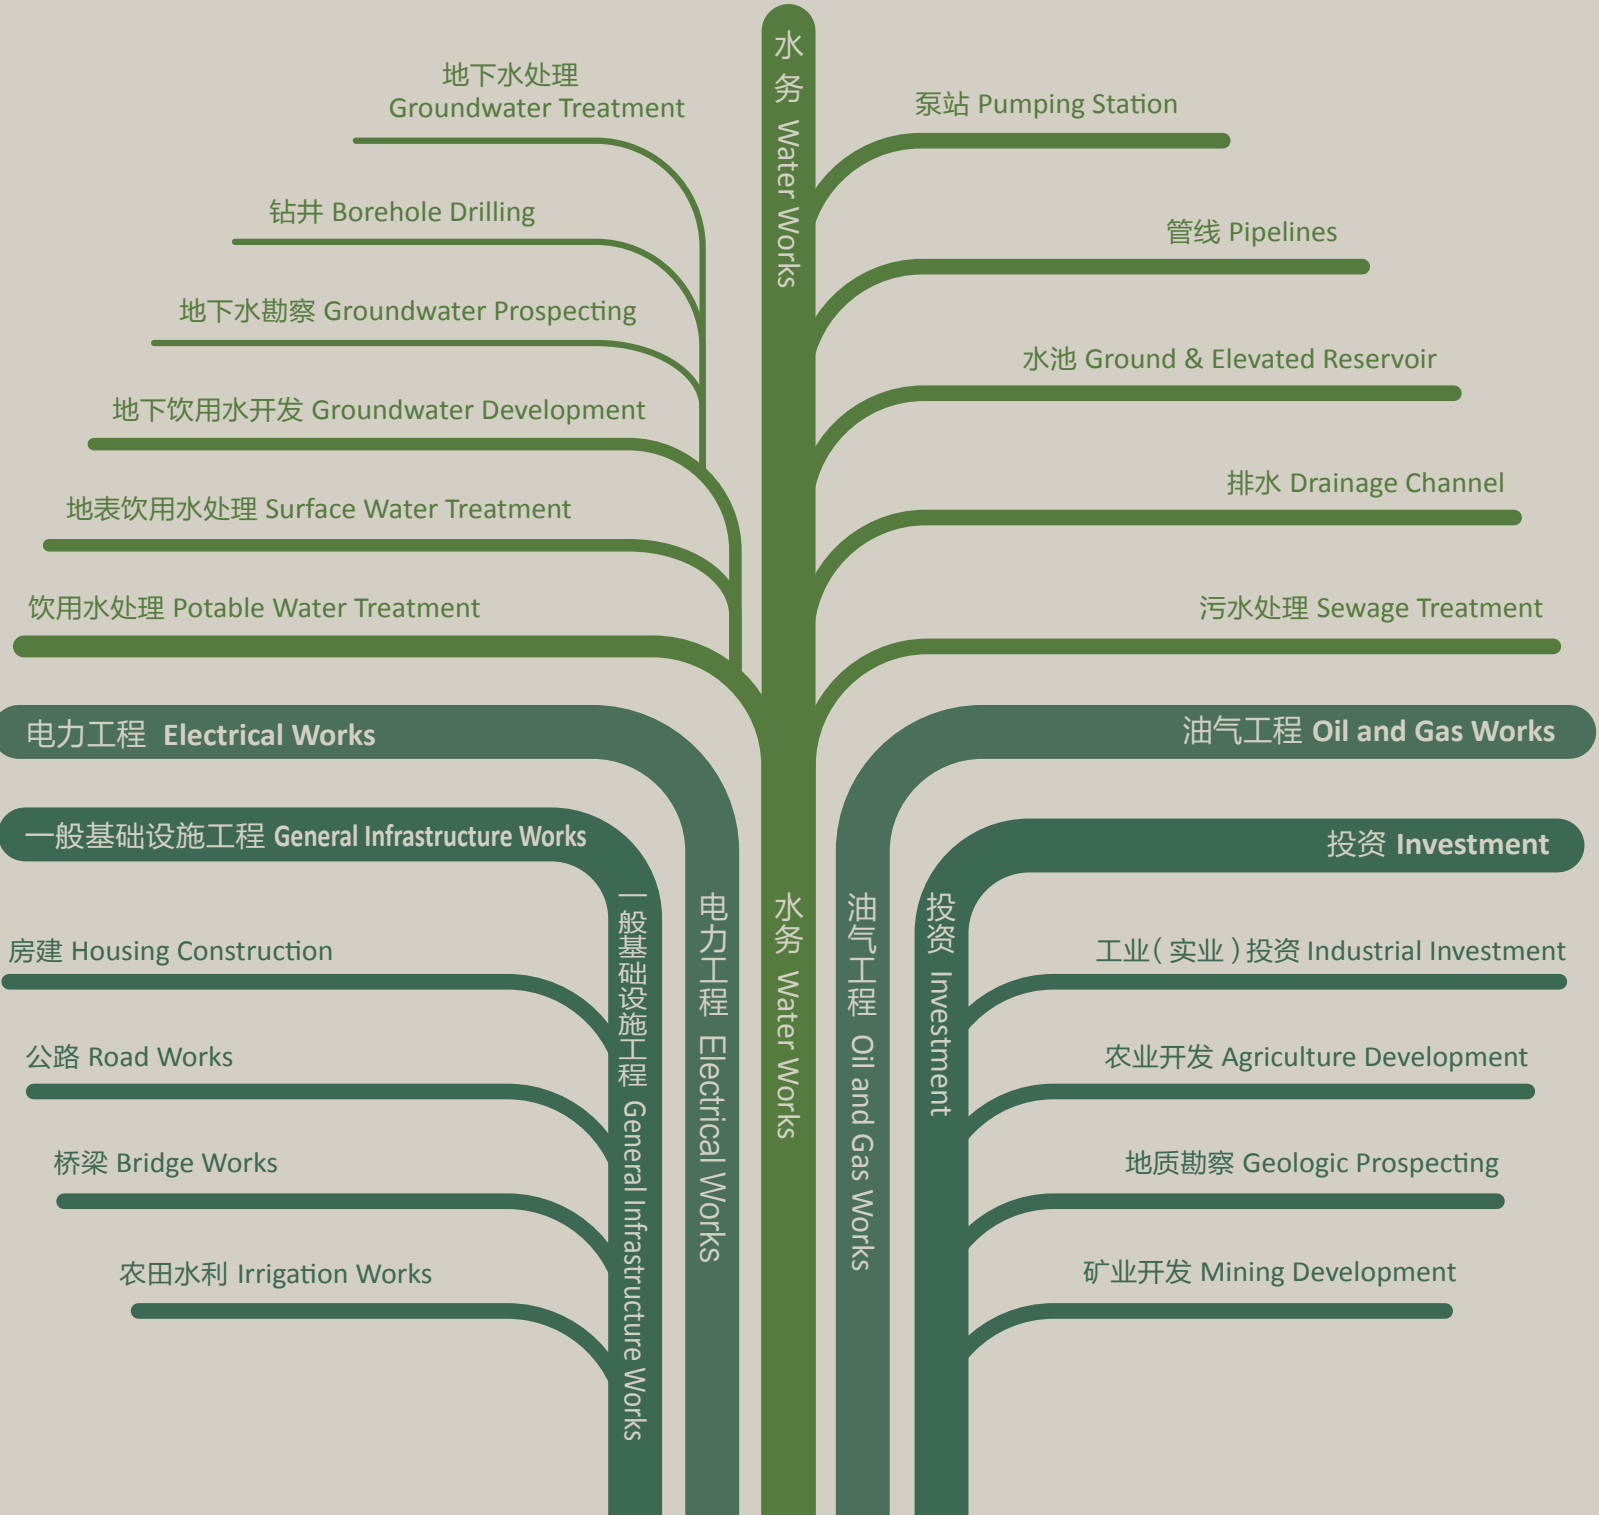 水务 Water Works
地下水处理
Groundwater Treatment
钻井 Borehole Drilling
地下水勘察 Groundwater Prospecting
地下饮用水开发 Groundwater Development
地表饮用水处理 Surface Water Treatment
饮用水处理 Potable Water Treatment
泵站 Pumping Station
管线 Pipelines
水池 Ground & Elevated Reservoir
排水 Drainage Channel
污水处理 Sewage Treatment
电力工程 Electrical Works
油气工程 Oil and Gas Works
一般基础设施工程 General Infrastructure Works
投资 Investment
一般基础设施工程 General Infrastructure Works
电力工程 Electrical Works
水务 Water Works
油气工程 Oil and Gas Works
投资 Investment
房建 Housing Construction
公路 Road Works
桥梁 Bridge Works
农田水利 Irrigation Works
工业(实业)投资 Industrial Investment
农业开发 Agriculture Development
地质勘察 Geologic Prospecting
矿业开发 Mining Development